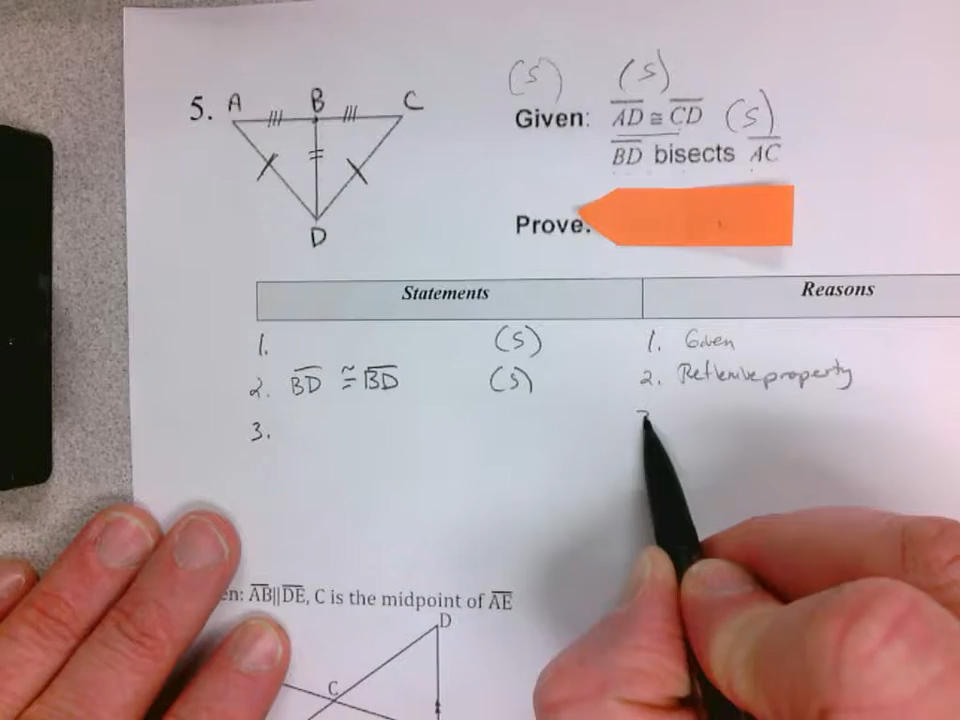 (S) (S)
5. A B C
Given: AD ≅ CD (S)
BD bisects AC
Prove:
D
Statements Reasons
1. (S) 1. Given
2. BD ≅ BD (S) 2. Reflexive property
3.
en: AB||DE, C is the midpoint of AE
D
C